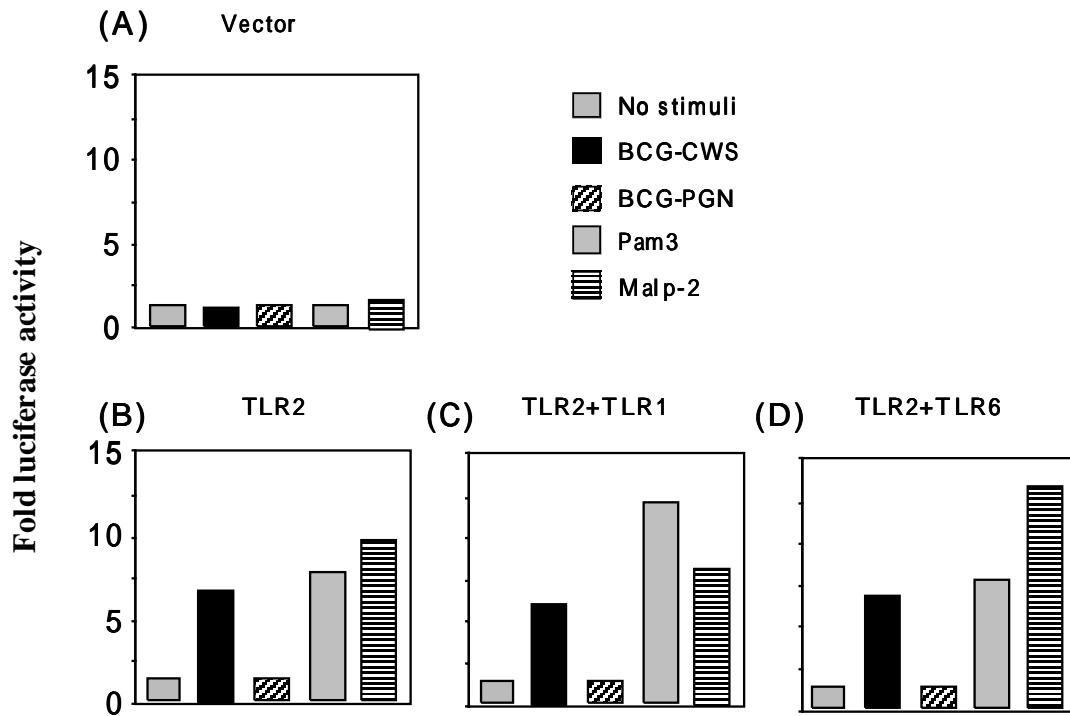 (A) Vector
15
10
5
0
No stimuli
BCG-CWS
BCG-PGN
Pam3
Malp-2
Fold luciferase activity
(B) TLR2
15
10
5
0
(C) TLR2+TLR1
(D) TLR2+TLR6